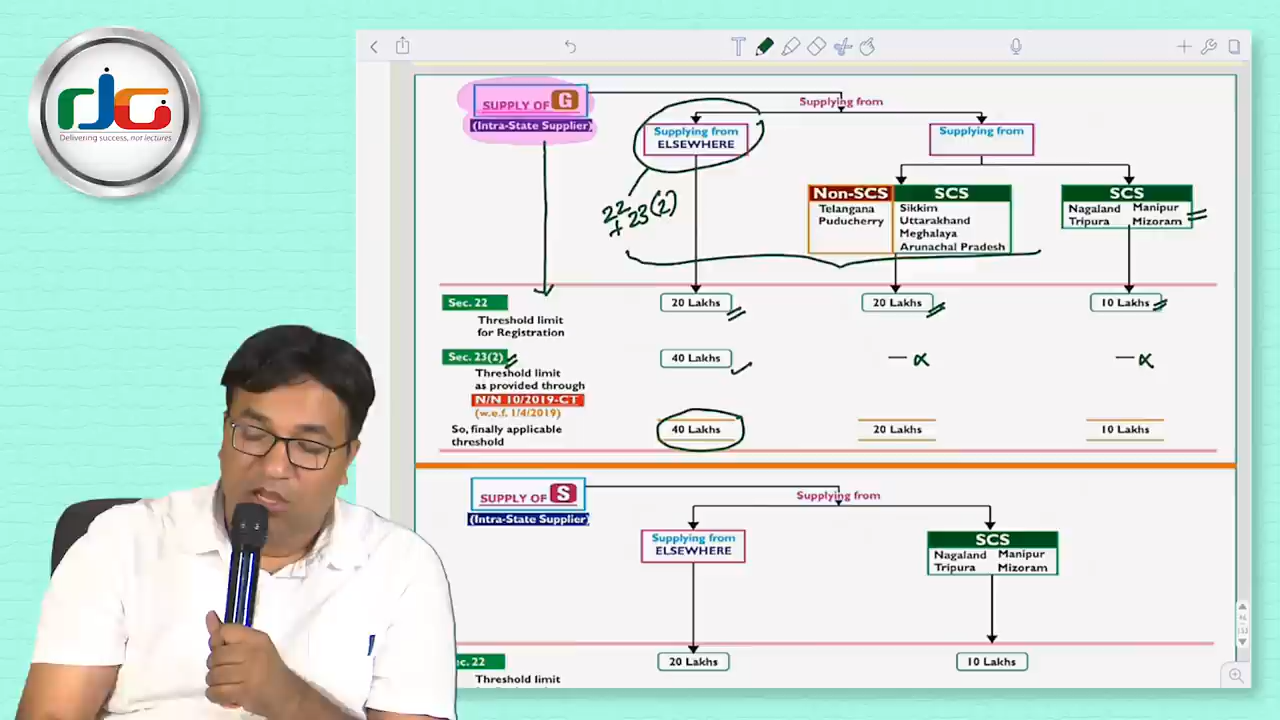 Delivering success, not lectures
SUPPLY OF G
(Intra-State Supplier)
Supplying from
Supplying from
ELSEWHERE
Supplying from
22
+ 23(2)
Non-SCS
Telangana
Puducherry
SCS
Sikkim
Uttarakhand
Meghalaya
Arunachal Pradesh
SCS
Nagaland Manipur
Tripura Mizoram
Sec. 22
20 Lakhs
20 Lakhs
10 Lakhs
Threshold limit
for Registration
Sec. 23(2)
40 Lakhs
Threshold limit
as provided through
N/N 10/2019-CT
(w.e.f. 1/4/2019)
So, finally applicable
threshold
40 Lakhs
20 Lakhs
10 Lakhs
SUPPLY OF S
(Intra-State Supplier)
Supplying from
Supplying from
ELSEWHERE
SCS
Nagaland Manipur
Tripura Mizoram
ec. 22
20 Lakhs
10 Lakhs
Threshold limit